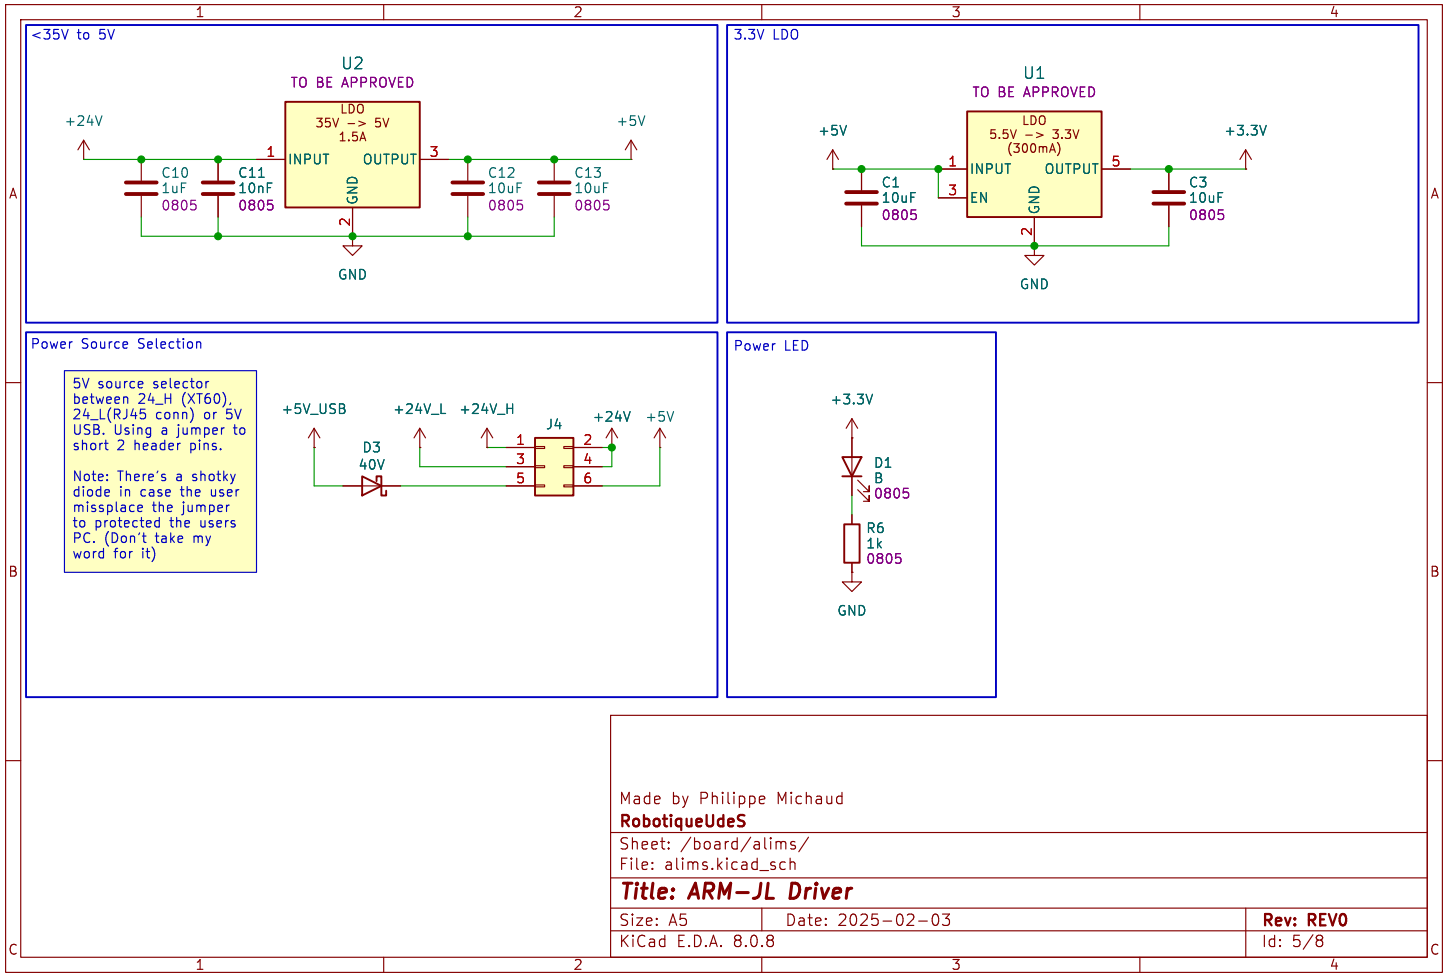 1 2 3 4
<35V to 5V
U2
TO BE APPROVED
LDO
35V -> 5V
1.5A
+24V
+5V
1 INPUT OUTPUT 3
GND
2
C10
1uF
0805
C11
10nF
0805
C12
10uF
0805
C13
10uF
0805
GND
3.3V LDO
U1
TO BE APPROVED
LDO
5.5V -> 3.3V
(300mA)
+5V
+3.3V
1 INPUT OUTPUT 5
3 EN
GND
2
C1
10uF
0805
C3
10uF
0805
GND
A A
Power Source Selection
5V source selector
between 24_H (XT60),
24_L(RJ45 conn) or 5V
USB. Using a jumper to
short 2 header pins.
Note: There's a shotky
diode in case the user
missplace the jumper
to protected the users
PC. (Don't take my
word for it)
+5V_USB
+24V_L
+24V_H
+24V
+5V
D3
40V
J4
1 2
3 4
5 6
Power LED
+3.3V
D1
B
0805
R6
1k
0805
GND
B B
Made by Philippe Michaud
RobotiqueUdeS
Sheet: /board/alims/
File: alims.kicad_sch
Title: ARM-JL Driver
Size: A5 Date: 2025-02-03 Rev: REV0
KiCad E.D.A. 8.0.8 Id: 5/8
C C
1 2 3 4